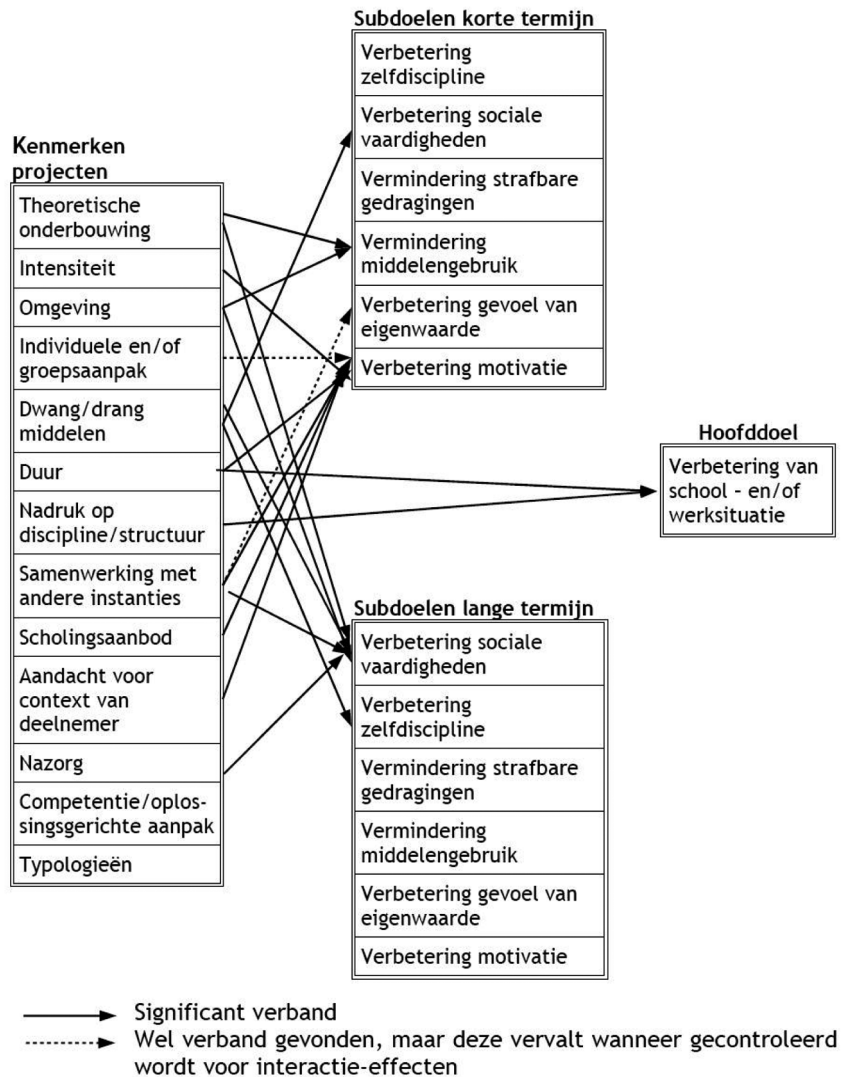 Kenmerken
projecten
Theoretische
onderbouwing
Intensiteit
Omgeving
Individuele en/of
groepsaanpak
Dwang/drang
middelen
Duur
Nadruk op
discipline/structuur
Samenwerking met
andere instanties
Scholingsaanbod
Aandacht voor
context van
deelnemer
Nazorg
Competentie/oplos-
singsgerichte aanpak
Typologieën
Subdoelen korte termijn
Verbetering
zelfdiscipline
Verbetering sociale
vaardigheden
Vermindering strafbare
gedragingen
Vermindering
middelengebruik
Verbetering gevoel van
eigenwaarde
Verbetering motivatie
Subdoelen lange termijn
Verbetering sociale
vaardigheden
Verbetering
zelfdiscipline
Vermindering strafbare
gedragingen
Vermindering
middelengebruik
Verbetering gevoel van
eigenwaarde
Verbetering motivatie
Hoofddoel
Verbetering van
school - en/of
werksituatie
Significant verband
Wel verband gevonden, maar deze vervalt wanneer gecontroleerd
wordt voor interactie-effecten